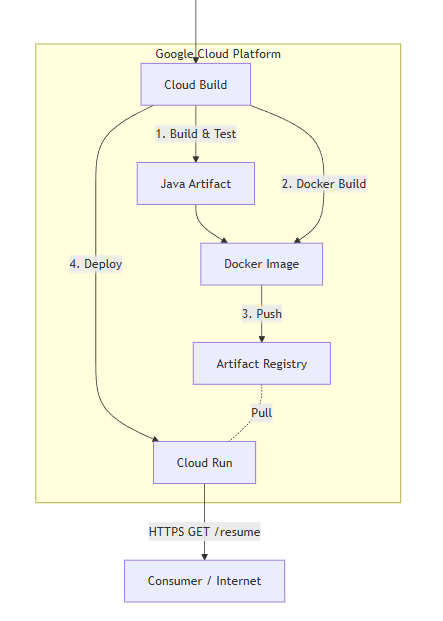 Google Cloud Platform
Cloud Build
1. Build & Test
Java Artifact
2. Docker Build
Docker Image
4. Deploy
3. Push
Artifact Registry
Pull
Cloud Run
HTTPS GET /resume
Consumer / Internet